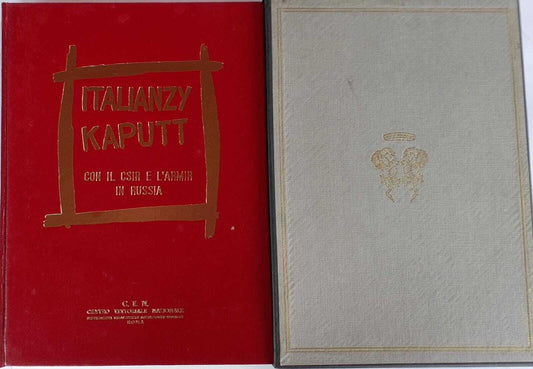 ITALIANZY
KAPUTT
CON IL CSIR E L'ARMIR
IN RUSSIA
C. E. N.
CENTRO EDITORIALE NAZIONALE
ROMA